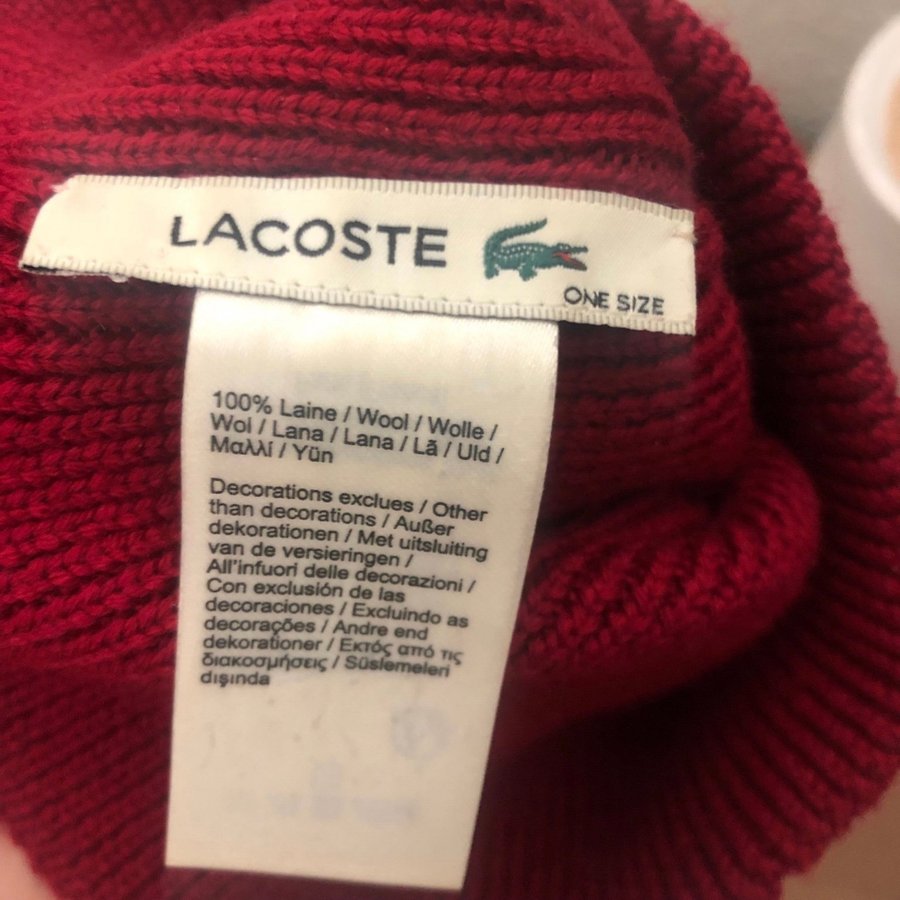 LACOSTE
ONE SIZE
100% Laine / Wool / Wolle /
Wol / Lana / Lana / Lã / Uld /
Μαλλί / Yün
Decorations exclues / Other
than decorations / Außer
dekorationen / Met uitsluiting
van de versieringen /
All'infuori delle decorazioni /
Con exclusión de las
decoraciones / Excluindo as
decorações / Andre end
dekorationer / Εκτός από τις
διακοσμήσεις / Süslemeleri
dışında